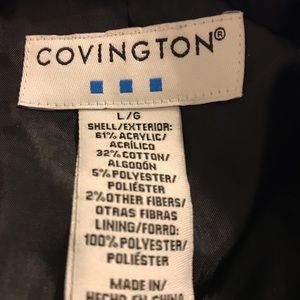 COVINGTON®
L/G
SHELL/EXTERIOR:
61% ACRYLIC/
ACRÍLICO
32% COTTON/
ALGODÓN
5% POLYESTER/
POLIÉSTER
2% OTHER FIBERS/
OTRAS FIBRAS
LINING/FORRO:
100% POLYESTER/
POLIÉSTER
MADE IN/
HECHO EN CHINA